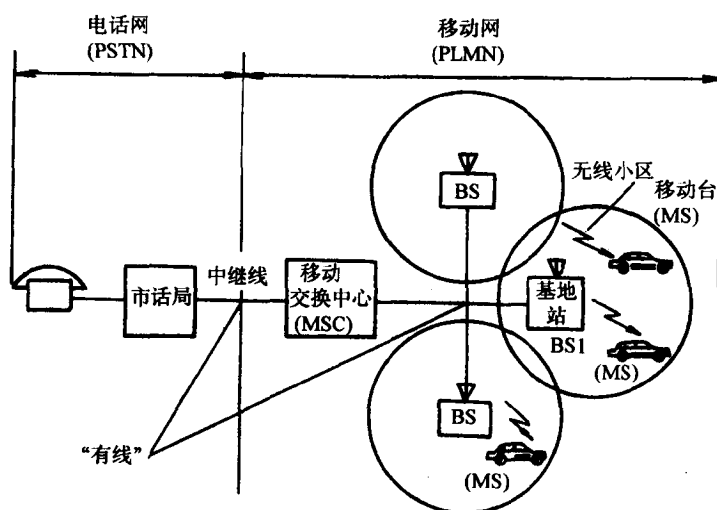 电话网
(PSTN)
移动网
(PLMN)
BS
无线小区
移动台
(MS)
市话局
中继线
移动
交换中心
(MSC)
基地
站
BS1
(MS)
BS
(MS)
“有线”